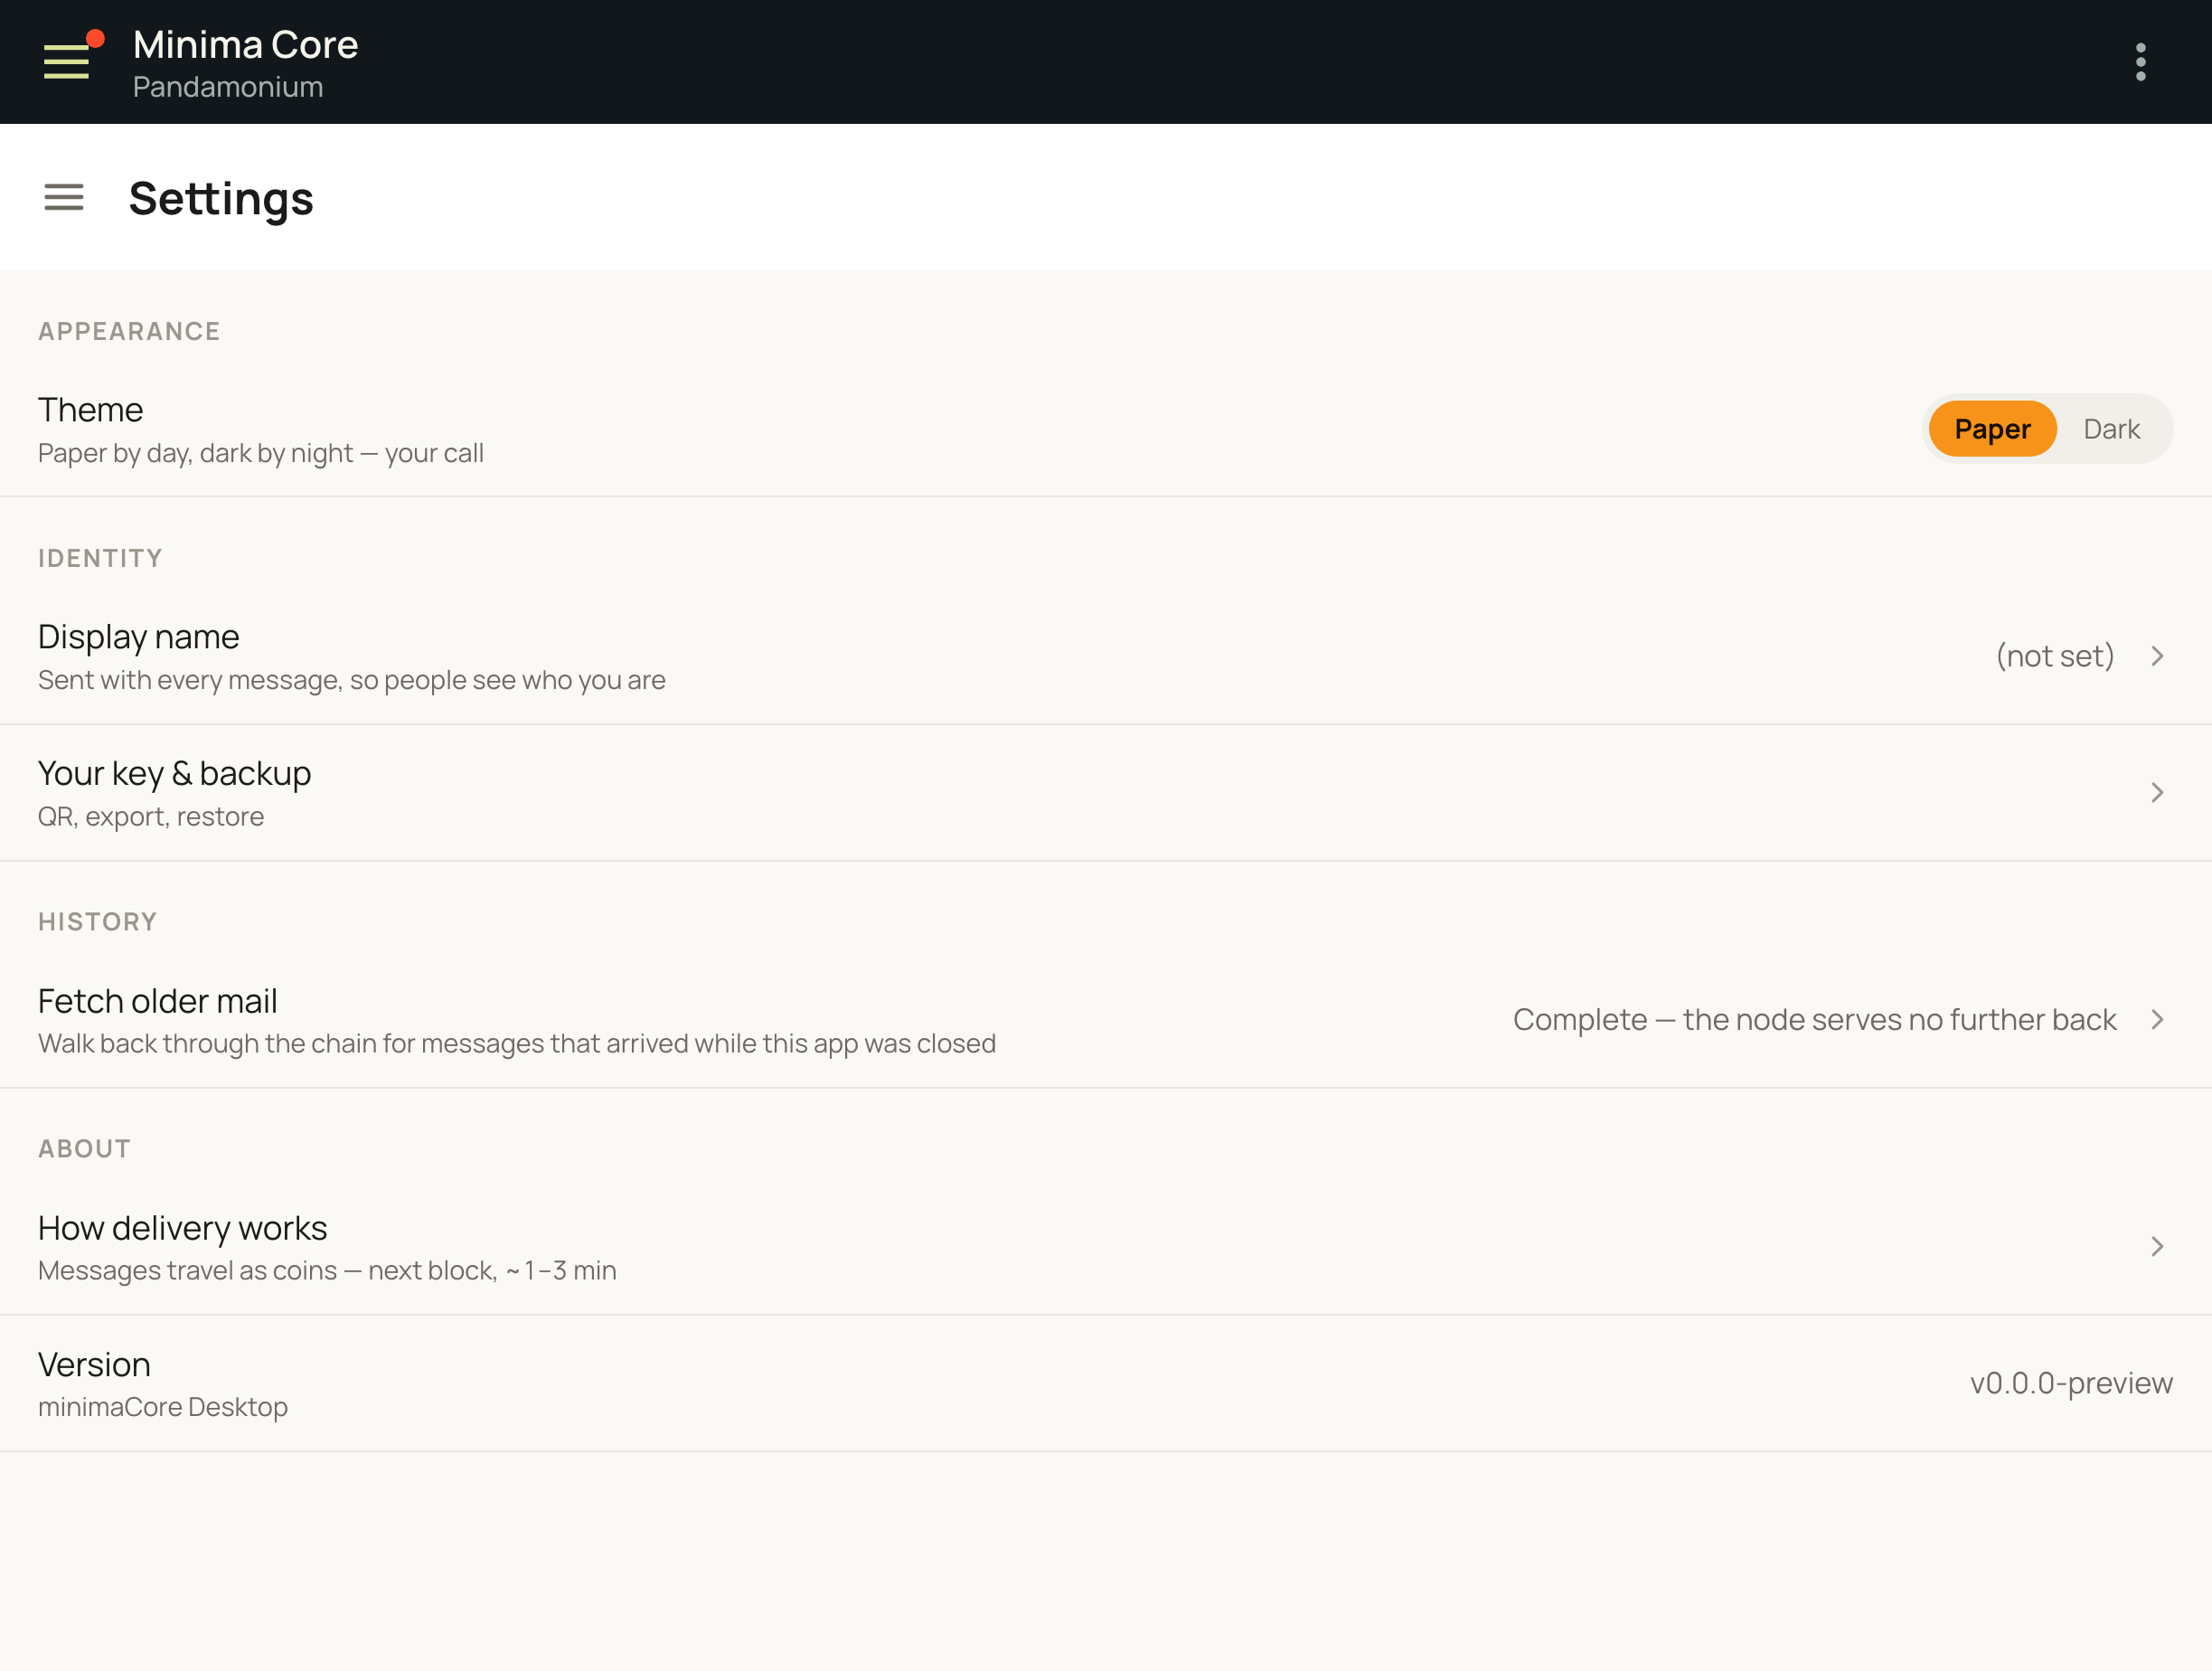 Minima Core
Pandamonium
Settings
APPEARANCE
Theme
Paper by day, dark by night — your call
Paper
Dark
IDENTITY
Display name
Sent with every message, so people see who you are
(not set)
Your key & backup
QR, export, restore
HISTORY
Fetch older mail
Walk back through the chain for messages that arrived while this app was closed
Complete — the node serves no further back
ABOUT
How delivery works
Messages travel as coins — next block, ~1–3 min
Version
minimaCore Desktop
v0.0.0-preview